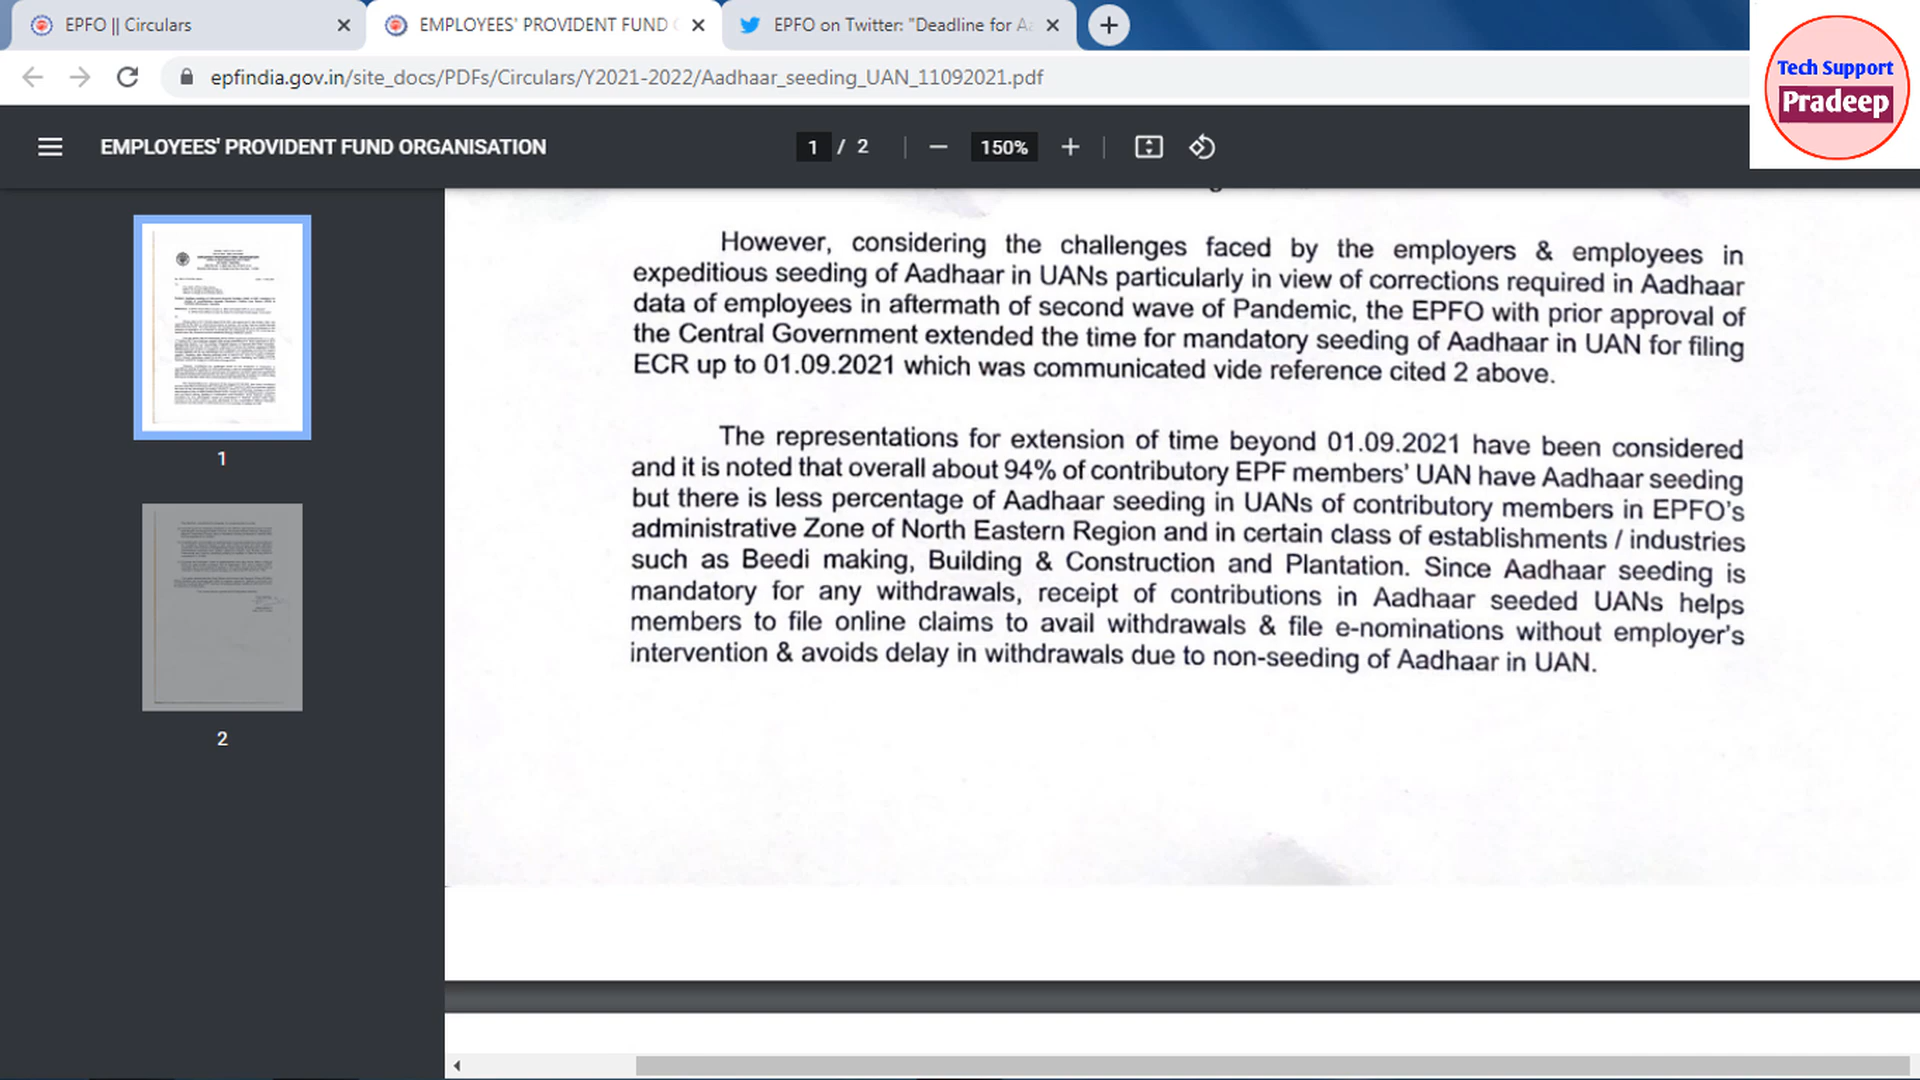 EPFO || Circulars
EMPLOYEES' PROVIDENT FUND
EPFO on Twitter: "Deadline for Aa
epfindia.gov.in/site_docs/PDFs/Circulars/Y2021-2022/Aadhaar_seeding_UAN_11092021.pdf
Tech Support
Pradeep
EMPLOYEES' PROVIDENT FUND ORGANISATION
1 / 2
150%
However, considering the challenges faced by the employers & employees in
expeditious seeding of Aadhaar in UANs particularly in view of corrections required in Aadhaar
data of employees in aftermath of second wave of Pandemic, the EPFO with prior approval of
the Central Government extended the time for mandatory seeding of Aadhaar in UAN for filing
ECR up to 01.09.2021 which was communicated vide reference cited 2 above.
The representations for extension of time beyond 01.09.2021 have been considered
and it is noted that overall about 94% of contributory EPF members' UAN have Aadhaar seeding
but there is less percentage of Aadhaar seeding in UANs of contributory members in EPFO's
administrative Zone of North Eastern Region and in certain class of establishments / industries
such as Beedi making, Building & Construction and Plantation. Since Aadhaar seeding is
mandatory for any withdrawals, receipt of contributions in Aadhaar seeded UANs helps
members to file online claims to avail withdrawals & file e-nominations without employer's
intervention & avoids delay in withdrawals due to non-seeding of Aadhaar in UAN.
1
2